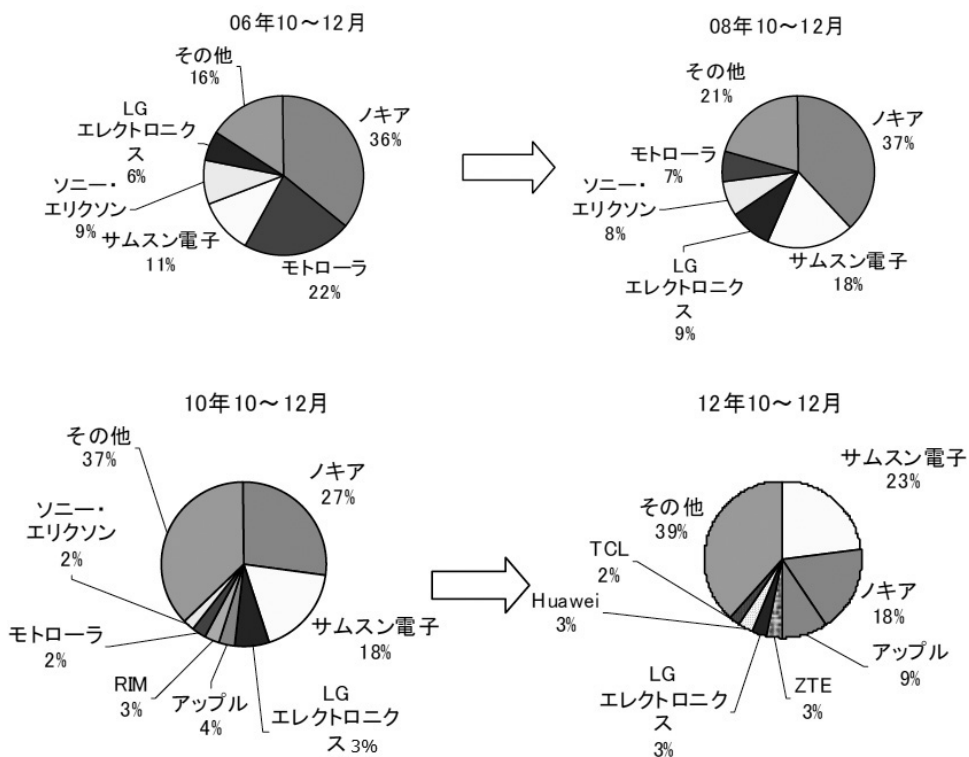 06年10～12月
その他
16%
LG
エレクトロニク
ス
6%
ソニー・
エリクソン
9%
サムスン電子
11%
モトローラ
22%
ノキア
36%
08年10～12月
その他
21%
モトローラ
7%
ソニー・
エリクソン
8%
LG
エレクトロニク
ス
9%
サムスン電子
18%
ノキア
37%
10年10～12月
その他
37%
ソニー・
エリクソン
2%
モトローラ
2%
RIM
3%
アップル
4%
LG
エレクトロニク
ス 3%
サムスン電子
18%
ノキア
27%
12年10～12月
その他
39%
TCL
2%
Huawei
3%
LG
エレクトロニク
ス
3%
ZTE
3%
アップル
9%
ノキア
18%
サムスン電子
23%